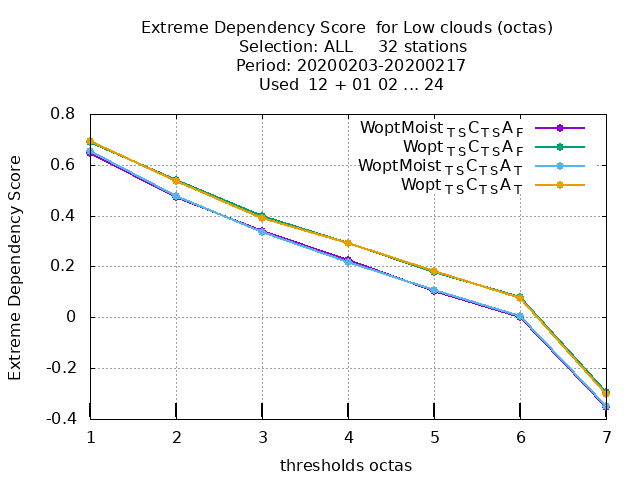 Extreme Dependency Score for Low clouds (octas)
Selection: ALL 32 stations
Period: 20200203-20200217
Used 12 + 01 02 ... 24
WoptMoist TS C TS A F
Wopt TS C TS A F
WoptMoist TS C TS A T
Wopt TS C TS A T
0.8
0.6
0.4
0.2
0
-0.2
-0.4
Extreme Dependency Score
1 2 3 4 5 6 7
thresholds octas